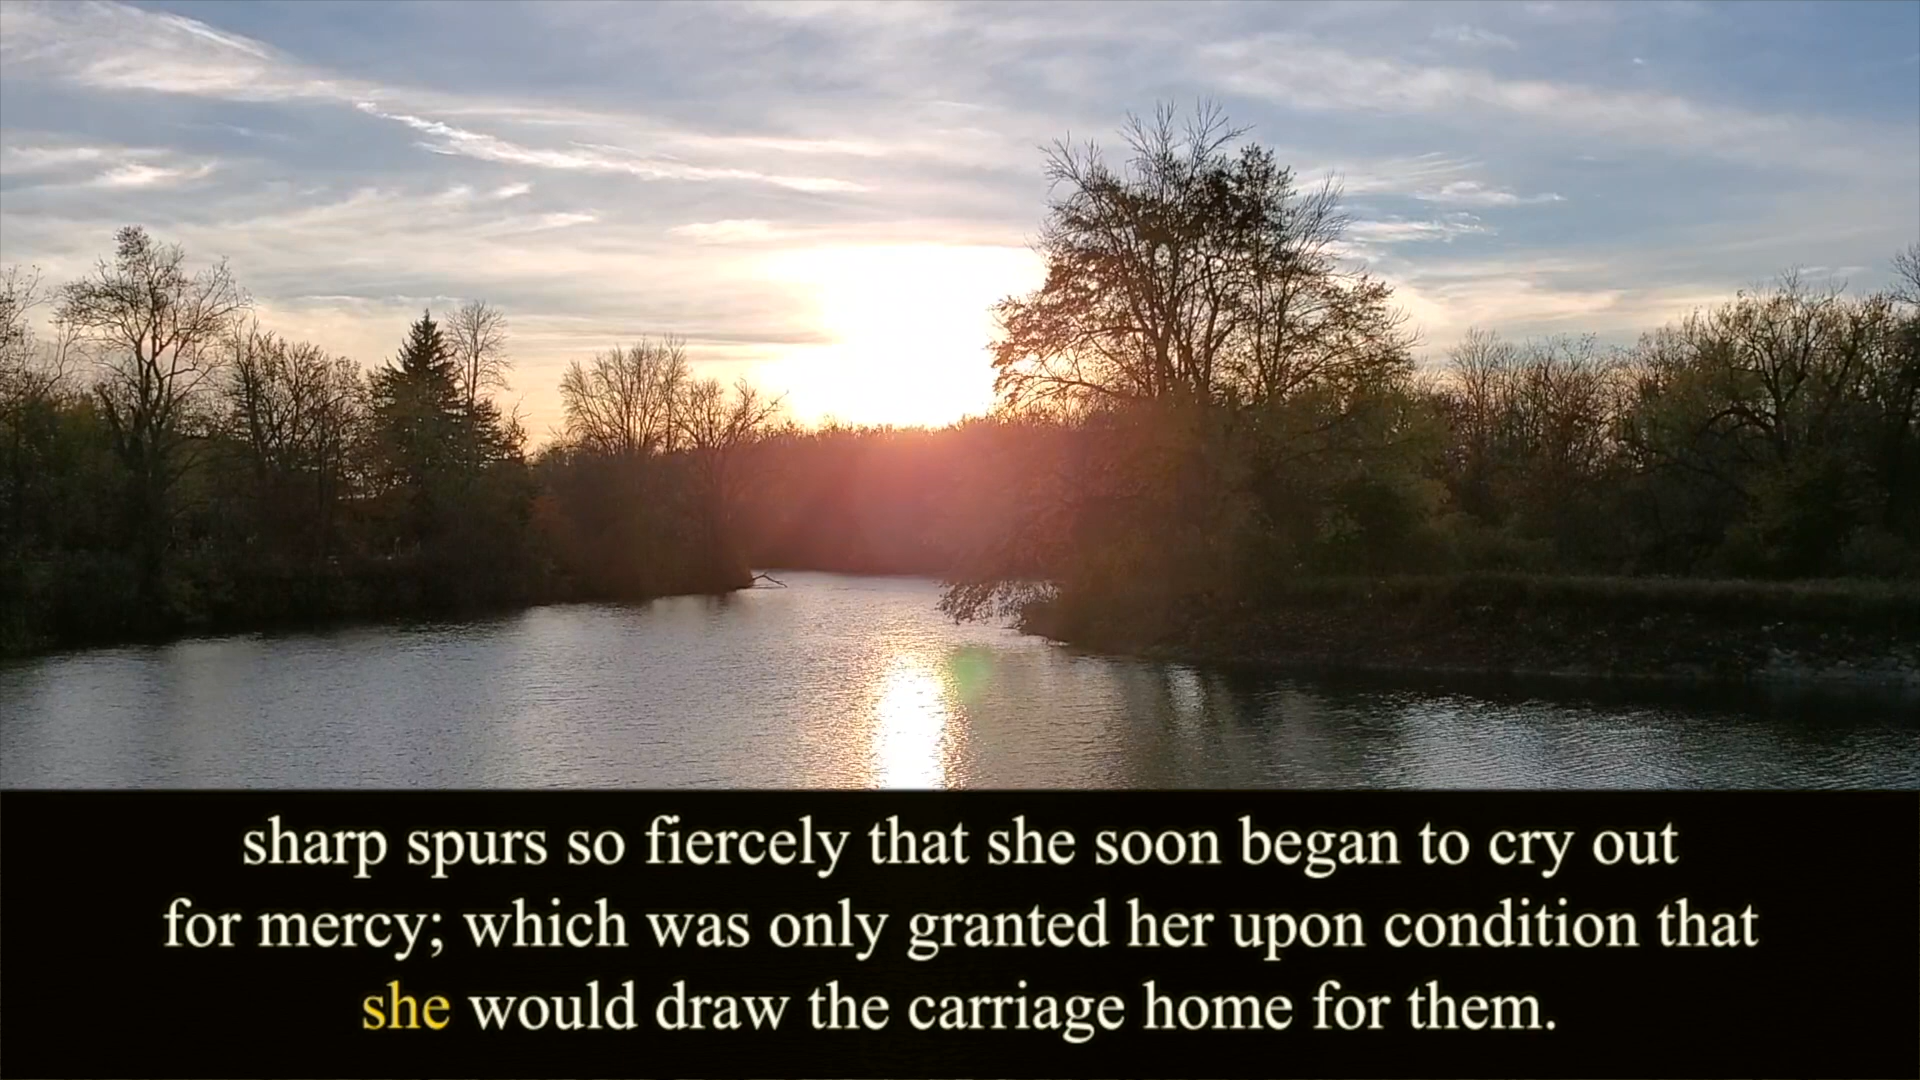 sharp spurs so fiercely that she soon began to cry out
for mercy; which was only granted her upon condition that
she would draw the carriage home for them.